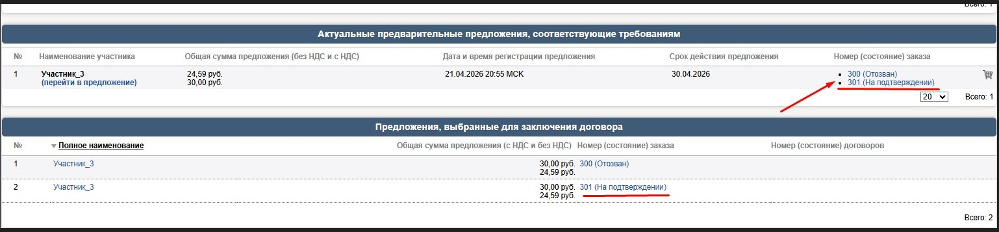 Всего: 1
Актуальные предварительные предложения, соответствующие требованиям
№ Наименование участника Общая сумма предложения (без НДС и с НДС) Дата и время регистрации предложения Срок действия предложения Номер (состояние) заказа
1 Участник_3 24,59 руб. 21.04.2026 20:55 МСК 30.04.2026 300 (Отозван)
(перейти в предложение) 30,00 руб. 301 (На подтверждении)
20 Всего: 1
Предложения, выбранные для заключения договора
№ Полное наименование Общая сумма предложения (с НДС и без НДС) Номер (состояние) заказа Номер (состояние) договоров
1 Участник_3 30,00 руб. 300 (Отозван)
24,59 руб.
2 Участник_3 30,00 руб. 301 (На подтверждении)
24,59 руб.
Всего: 2